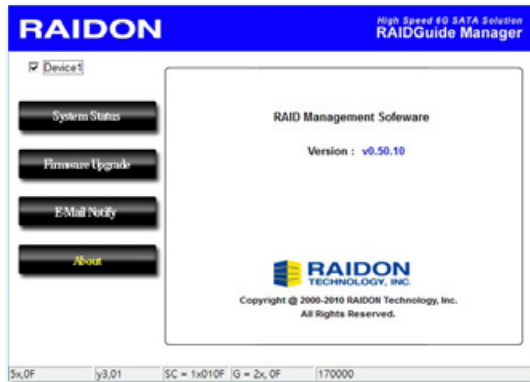 RAIDON
High Speed 6G SATA Solution
RAIDGuide Manager
Device1
System Status
Firmware Upgrade
E-Mail Notify
About
RAID Management Sofeware
Version : v0.50.10
RAIDON
TECHNOLOGY, INC.
Copyright @ 2000-2010 RAIDON Technology, Inc.
All Rights Reserved.
5x,0F y3,01 SC = 1x010F G = 2x, 0F 170000